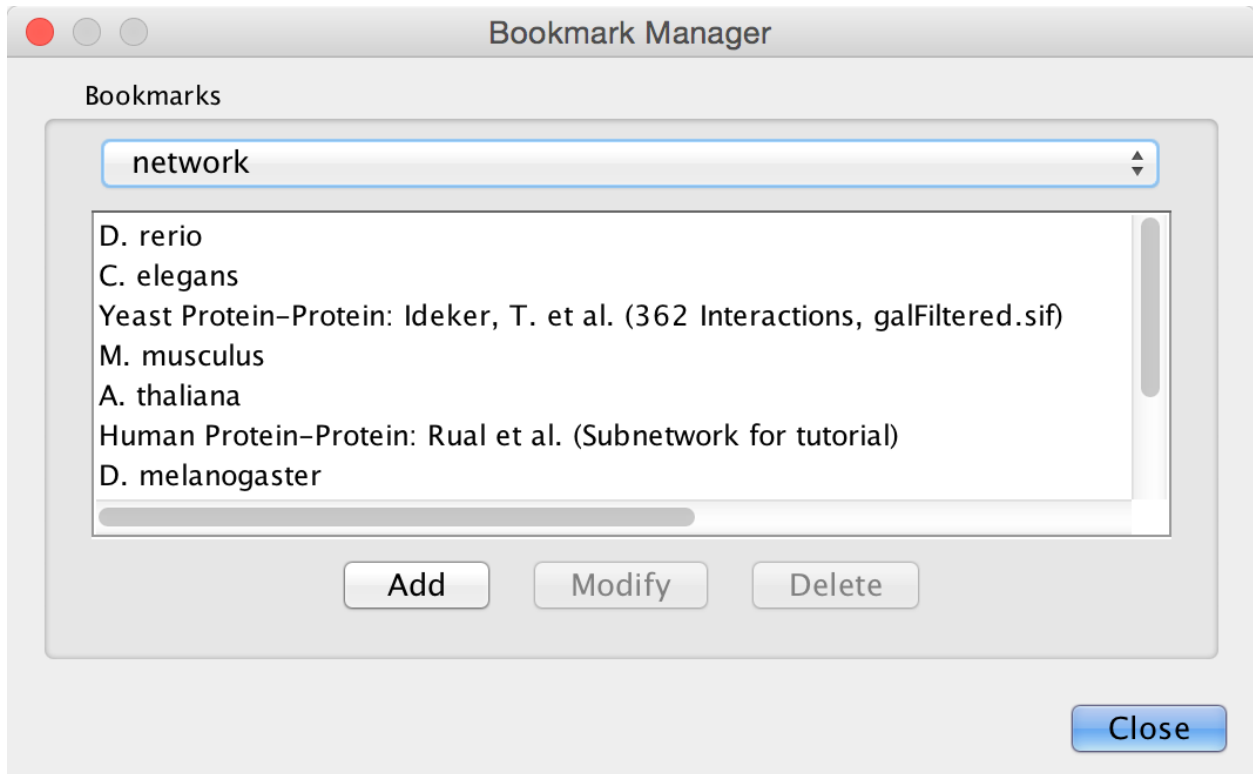 Bookmark Manager
Bookmarks
network
D. rerio
C. elegans
Yeast Protein–Protein: Ideker, T. et al. (362 Interactions, galFiltered.sif)
M. musculus
A. thaliana
Human Protein–Protein: Rual et al. (Subnetwork for tutorial)
D. melanogaster
Add Modify Delete
Close